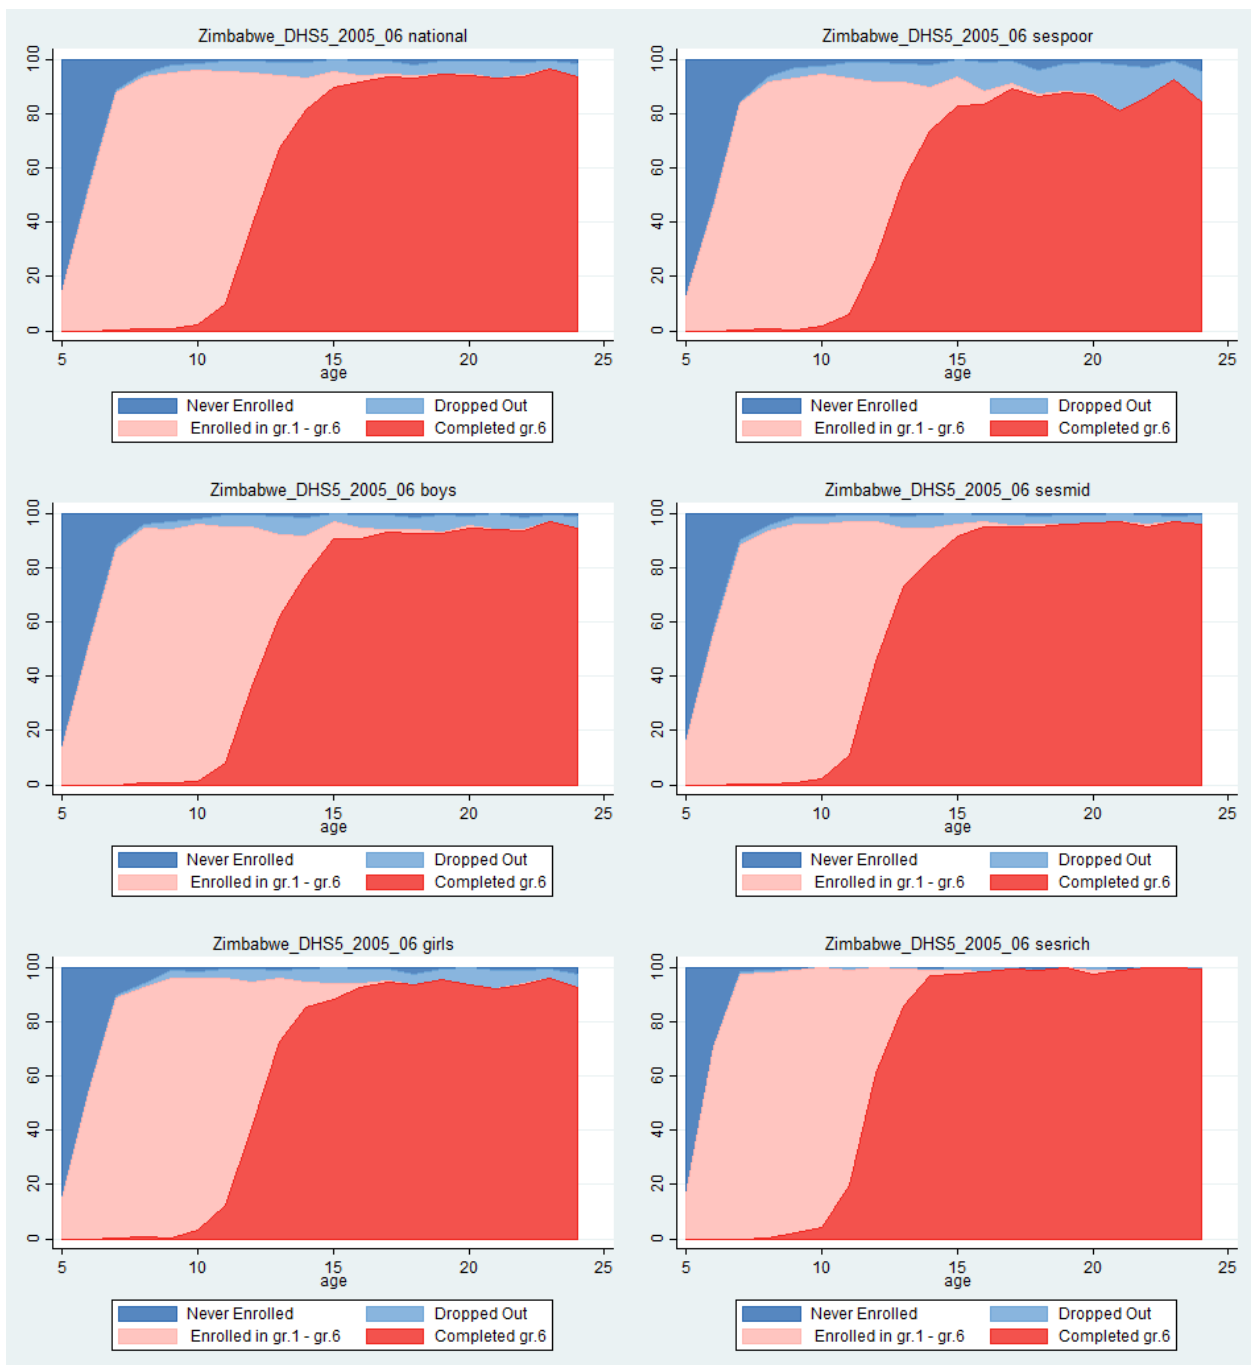 Zimbabwe_DHS5_2005_06 national
100
80
60
40
20
0
5 10 15 20 25
age
Never Enrolled Dropped Out
Enrolled in gr.1 - gr.6 Completed gr.6
Zimbabwe_DHS5_2005_06 sespoor
100
80
60
40
20
0
5 10 15 20 25
age
Never Enrolled Dropped Out
Enrolled in gr.1 - gr.6 Completed gr.6
Zimbabwe_DHS5_2005_06 boys
100
80
60
40
20
0
5 10 15 20 25
age
Never Enrolled Dropped Out
Enrolled in gr.1 - gr.6 Completed gr.6
Zimbabwe_DHS5_2005_06 sesmid
100
80
60
40
20
0
5 10 15 20 25
age
Never Enrolled Dropped Out
Enrolled in gr.1 - gr.6 Completed gr.6
Zimbabwe_DHS5_2005_06 girls
100
80
60
40
20
0
5 10 15 20 25
age
Never Enrolled Dropped Out
Enrolled in gr.1 - gr.6 Completed gr.6
Zimbabwe_DHS5_2005_06 sesrich
100
80
60
40
20
0
5 10 15 20 25
age
Never Enrolled Dropped Out
Enrolled in gr.1 - gr.6 Completed gr.6